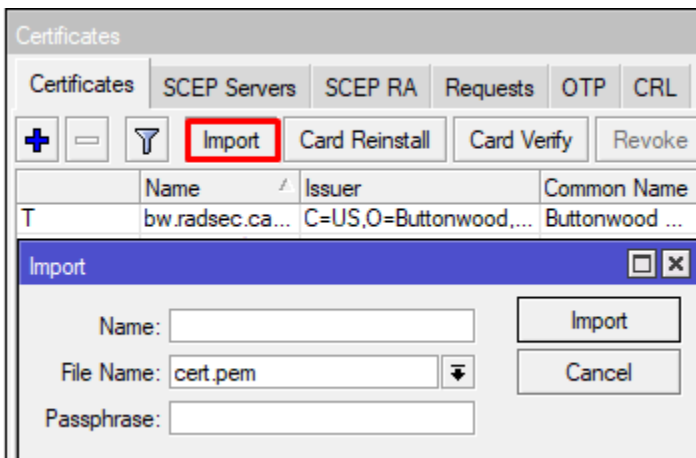 Certificates
Certificates SCEP Servers SCEP RA Requests OTP CRL
Import Card Reinstall Card Verify Revoke
Name Issuer Common Name
T bw.radsec.ca... C=US,O=Buttonwood,... Buttonwood ...
Import
Name: Import
File Name: cert.pem Cancel
Passphrase: